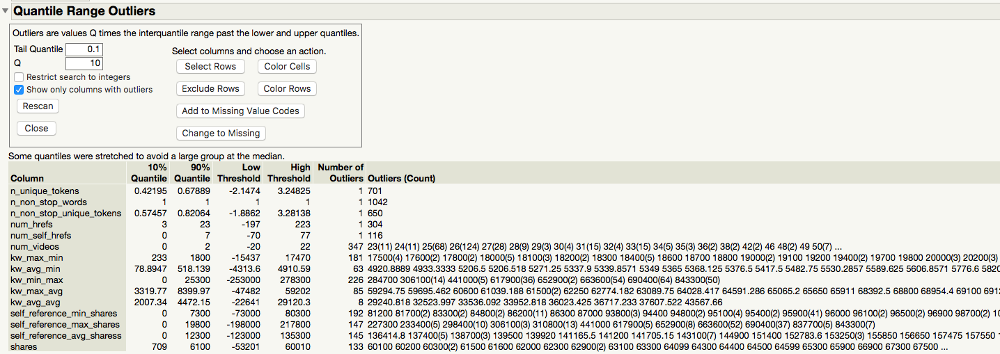 Quantile Range Outliers
Outliers are values Q times the interquantile range past the lower and upper quantiles.
Tail Quantile 0.1
Q 10
Restrict search to integers
Show only columns with outliers
Rescan
Close
Select columns and choose an action.
Select Rows Color Cells
Exclude Rows Color Rows
Add to Missing Value Codes
Change to Missing
Some quantiles were stretched to avoid a large group at the median.
Column 10% Quantile 90% Quantile Low Threshold High Threshold Number of Outliers Outliers (Count)
n_unique_tokens 0.42195 0.67889 -2.1474 3.24825 1 701
n_non_stop_words 1 1 1 1 1 1042
n_non_stop_unique_tokens 0.57457 0.82064 -1.8862 3.28138 1 650
num_hrefs 3 23 -197 223 1 304
num_self_hrefs 0 7 -70 77 1 116
num_videos 0 2 -20 22 347 23(11) 24(11) 25(68) 26(124) 27(28) 28(9) 29(3) 30(4) 31(15) 32(4) 33(15) 34(5) 35(3) 36(2) 38(2) 42(2) 46 48(2) 49 50(7) ...
kw_max_min 233 1800 -15437 17470 181 17500(4) 17600(2) 17800(2) 18000(5) 18100(3) 18200(2) 18300 18400(5) 18600 18700 18800 19000(2) 19100 19200 19400(2) 19700 19800 20000(3) 20200(3)
kw_avg_min 78.8947 518.139 -4313.6 4910.59 63 4920.8889 4933.3333 5206.5 5206.518 5271.25 5337.9 5339.8571 5349 5365 5368.125 5376.5 5417.5 5482.75 5530.2857 5589.625 5606.8571 5776.6 5820
kw_min_max 0 25300 -253000 278300 226 284700 306100(14) 441000(5) 617900(36) 652900(2) 663600(54) 690400(64) 843300(50)
kw_max_avg 3319.77 8399.97 -47482 59202 85 59294.75 59695.462 60600 61039.188 61500(2) 62250 62774.182 63089.75 64028.417 64591.286 65065.2 65650 65911 68392.5 68800 68954.4 69100 6912
kw_avg_avg 2007.34 4472.15 -22641 29120.3 8 29240.818 32523.997 33536.092 33952.818 36023.425 36717.233 37607.522 43567.66
self_reference_min_shares 0 7300 -73000 80300 192 81200 81700(2) 83300(2) 84800(2) 86200(11) 86300 87000 93800(3) 94400 94800(2) 95100(4) 95400(2) 95900(41) 96000 96100(2) 96500(2) 96900 98700(2)
self_reference_max_shares 0 19800 -198000 217800 147 227300 233400(5) 298400(10) 306100(3) 310800(13) 441000 617900(5) 652900(8) 663600(52) 690400(37) 837700(5) 843300(7)
self_reference_avg_sharess 0 12300 -123000 135300 145 136414.8 137400(5) 138700(3) 139500 139920 141165.5 141200 141705.15 143100(7) 144900 151400 152783.6 153250(3) 155850 156650 157475 157550
shares 709 6100 -53201 60010 133 60100 60200 60300(2) 61500 61600 62000 62300 62900(2) 63100 63300 64099 64300 64400 64500 64599 65300 65900 66900 67300 67500 ...